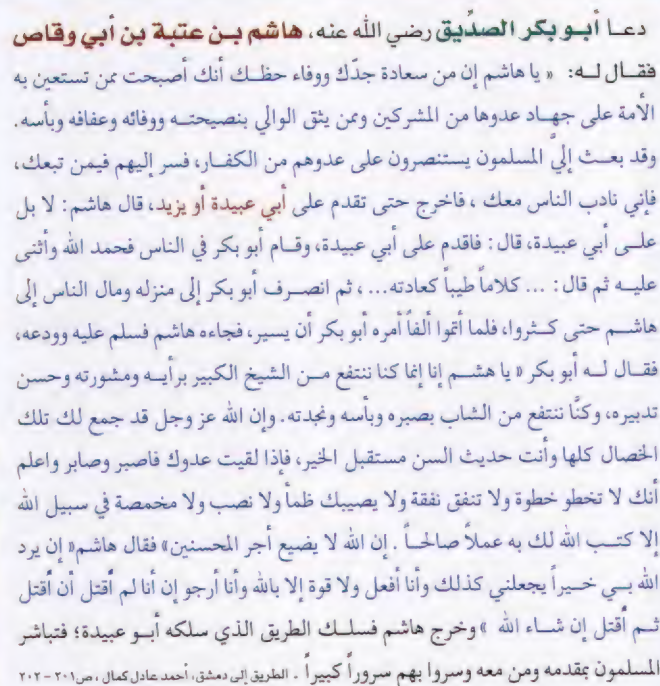 دعا أبو بكر الصدِّيق رضي الله عنه، هاشم بن عتبة بن أبي وقاص
فقال له: « يا هاشم إن من سعادة جدّك ووفاء حظك أنك أصبحت ممن تستعين به
الأمة على جهاد عدوها من المشركين وممن يثق الوالي بنصيحته ووفائه وعفافه وبأسه.
وقد بعث إليَّ المسلمون يستنصرون على عدوهم من الكفار، فسر إليهم فيمن تبعك،
فإني نادب الناس معك ، فاخرج حتى تقدم على أبي عبيدة أو يزيد، قال هاشم: لا بل
على أبي عبيدة، قال: فاقدم على أبي عبيدة، وقام أبو بكر في الناس فحمد الله وأثنى
عليه ثم قال: ... كلاماً طيباً كعادته... ، ثم انصرف أبو بكر إلى منزله ومال الناس إلى
هاشم حتى كثروا، فلما أتموا ألفاً أمره أبو بكر أن يسير، فجاءه هاشم فسلم عليه وودعه،
فقال له أبو بكر « يا هشم إنا إنما كنا ننتفع من الشيخ الكبير برأيه ومشورته وحسن
تدبيره، وكنَّا ننتفع من الشاب بصبره وبأسه ونجدته. وإن الله عز وجل قد جمع لك تلك
الخصال كلها وأنت حديث السن مستقبل الخير، فإذا لقيت عدوك فاصبر وصابر واعلم
أنك لا تخطو خطوة ولا تنفق نفقة ولا يصيبك ظمأ ولا نصب ولا مخمصة في سبيل الله
إلا كتب الله لك به عملاً صالحاً . إن الله لا يضيع أجر المحسنين» فقال هاشم« إن يرد
الله بي خيراً يجعلني كذلك وأنا أفعل ولا قوة إلا بالله وأنا أرجو إن أنا لم أقتل أن أقتل
ثم أقتل إن شاء الله » وخرج هاشم فسلك الطريق الذي سلكه أبو عبيدة؛ فتباشر
المسلمون بمقدمه ومن معه وسروا بهم سروراً كبيراً . الطريق إلى دمشق، أحمد عادل كمال ، ص٢٠١ - ٢٠٢